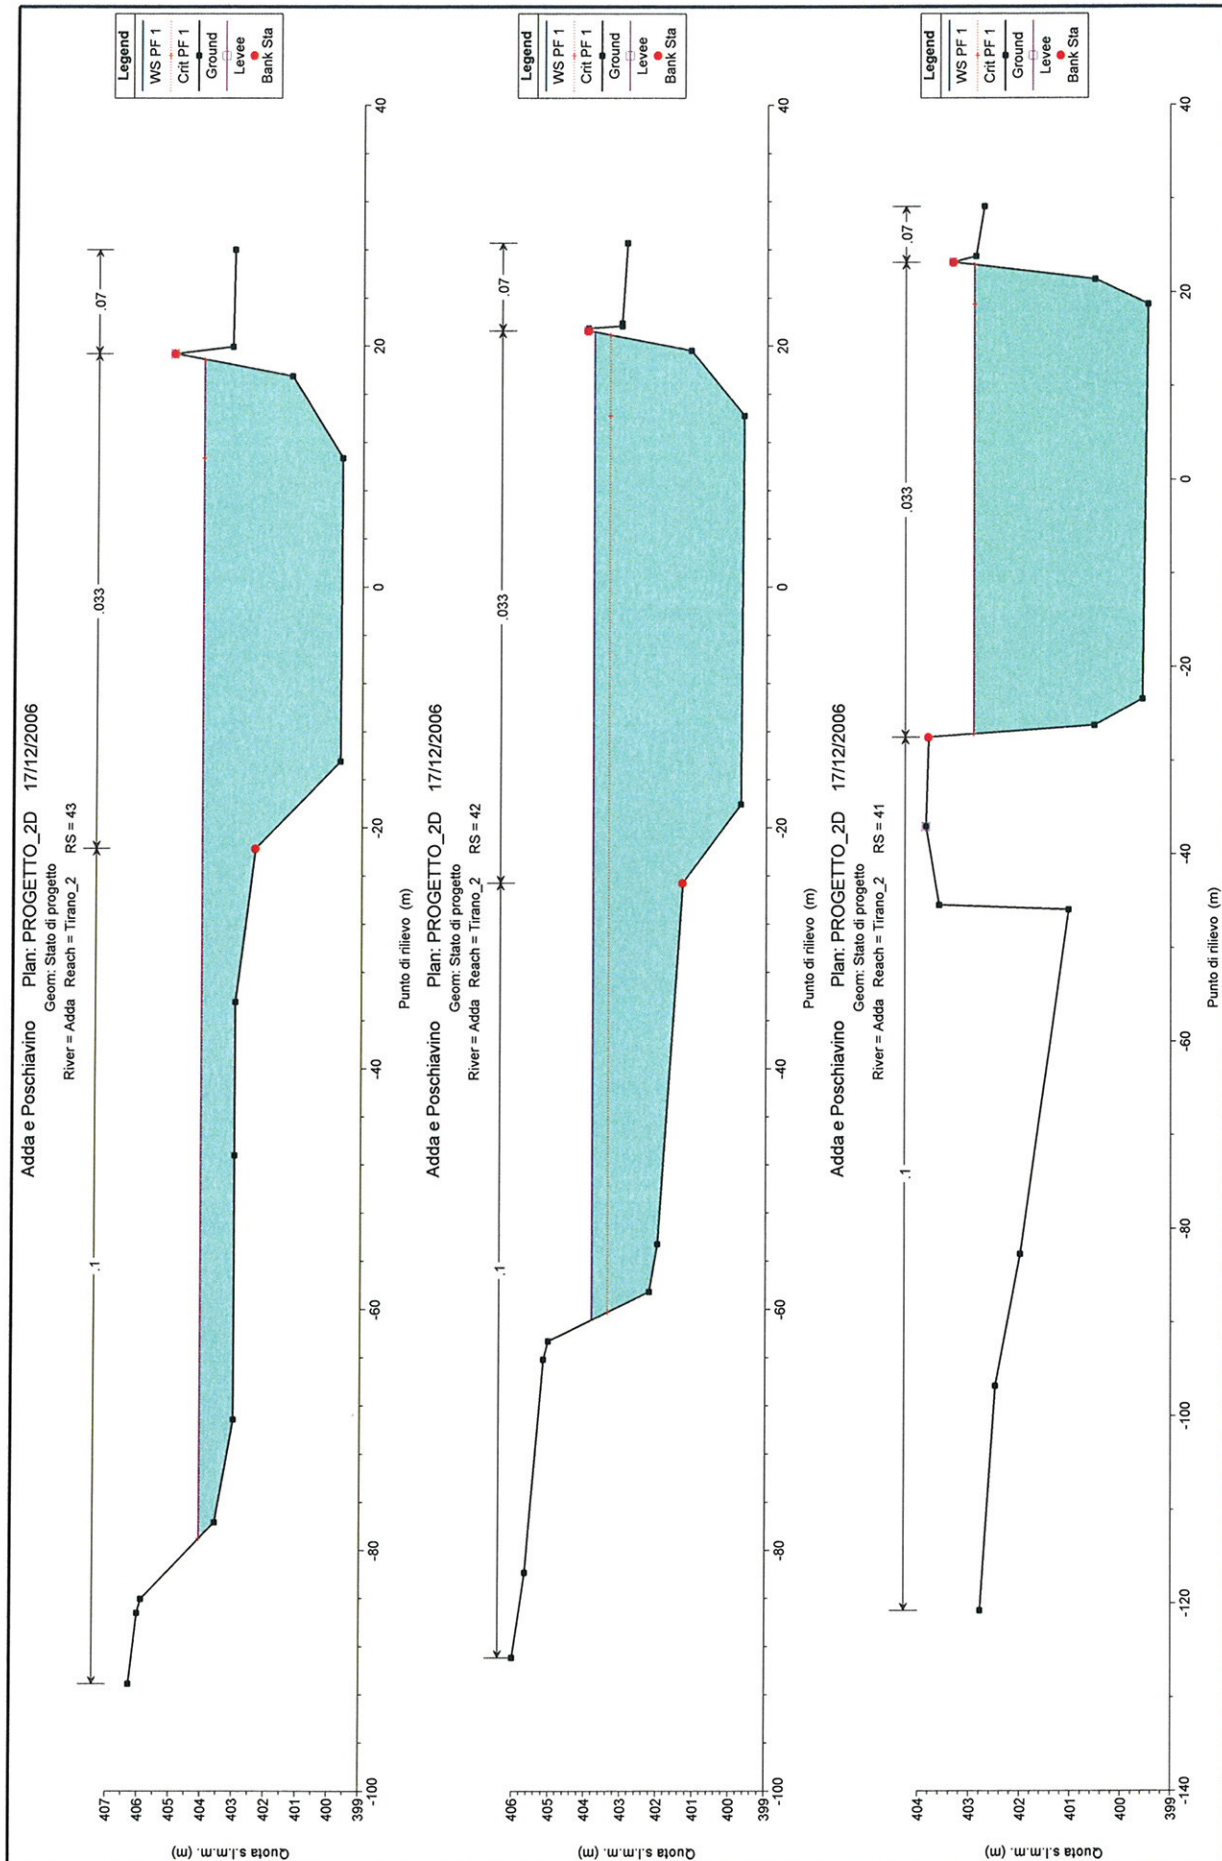 Adda e Poschiavino Plan: PROGETTO_2D 17/12/2006
Geom: Stato di progetto
River = Adda Reach = Tirano_2 RS = 43
.1
.033
.07
Legend
WS PF 1
Crit PF 1
Ground
Levee
Bank Sta
407
406
405
404
403
402
401
400
399
Quota s.l.m.m. (m)
-100
-80
-60
-40
-20
0
20
40
Punto di rilievo (m)
Adda e Poschiavino Plan: PROGETTO_2D 17/12/2006
Geom: Stato di progetto
River = Adda Reach = Tirano_2 RS = 42
.1
.033
.07
Legend
WS PF 1
Crit PF 1
Ground
Levee
Bank Sta
406
405
404
403
402
401
400
399
Quota s.l.m.m. (m)
-100
-80
-60
-40
-20
0
20
40
Punto di rilievo (m)
Adda e Poschiavino Plan: PROGETTO_2D 17/12/2006
Geom: Stato di progetto
River = Adda Reach = Tirano_2 RS = 41
.1
.033
.07
Legend
WS PF 1
Crit PF 1
Ground
Levee
Bank Sta
404
403
402
401
400
399
Quota s.l.m.m. (m)
-140
-120
-100
-80
-60
-40
-20
0
20
40
Punto di rilievo (m)